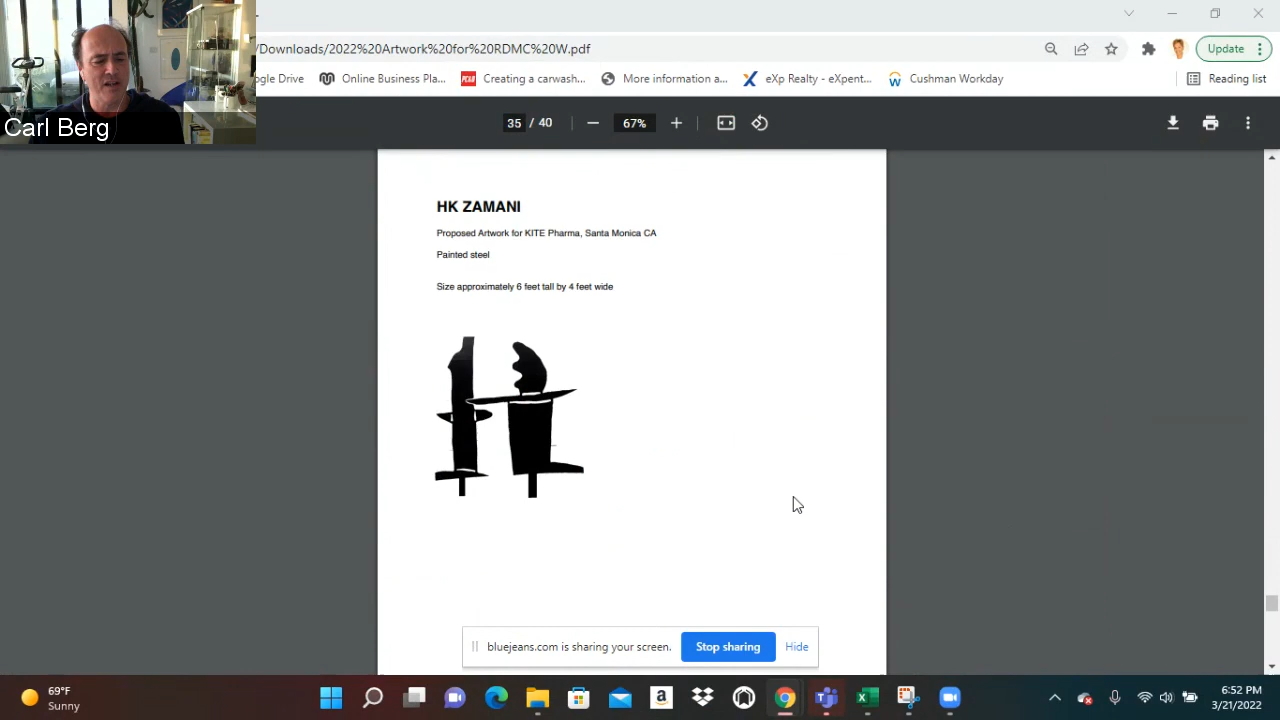 /Downloads/2022%20Artwork%20for%20RDMC%20W.pdf
Update
ogle Drive
Online Business Pla...
PCAB
Creating a carwash...
More information a...
eXp Realty - eXpent...
Cushman Workday
Reading list
Carl Berg
35 / 40
67%
HK ZAMANI
Proposed Artwork for KITE Pharma, Santa Monica CA
Painted steel
Size approximately 6 feet tall by 4 feet wide
bluejeans.com is sharing your screen.
Stop sharing
Hide
69°F
Sunny
6:52 PM
3/21/2022